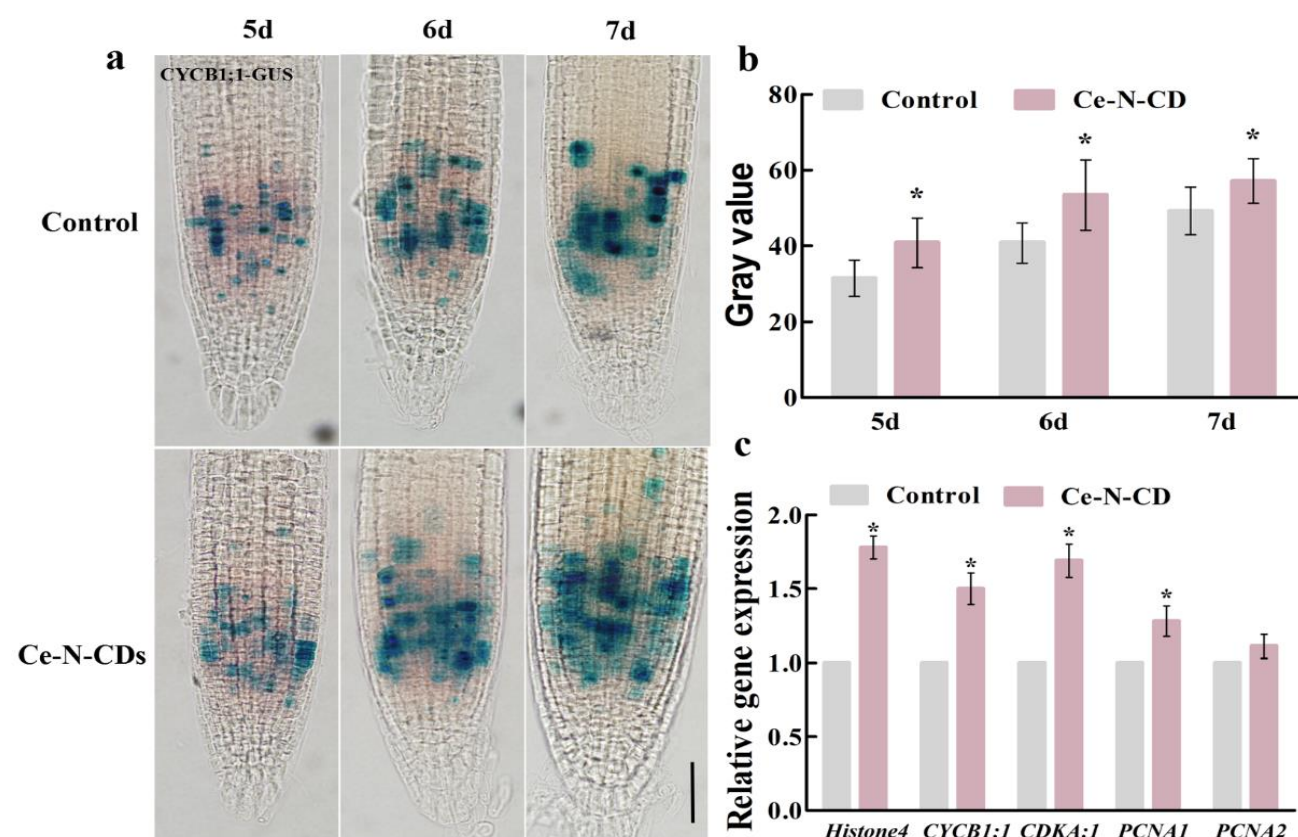 a
5d 6d 7d
CYCB1;1-GUS
Control
Ce-N-CDs
b
Control Ce-N-CD
Gray value
80
60
40
20
0
* * *
5d 6d 7d
c
Control Ce-N-CD
Relative gene expression
2.0
1.5
1.0
0.5
0.0
* * * *
Histone4 CYCB1;1 CDKA;1 PCNA1 PCNA2